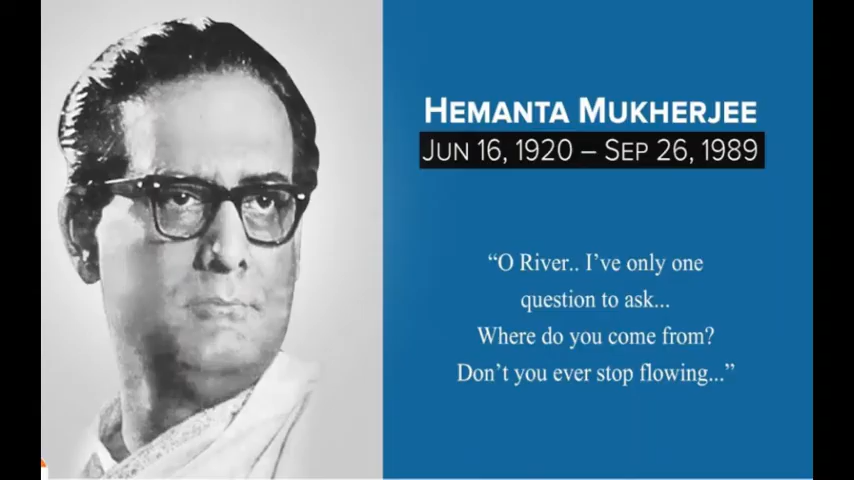 HEMANTA MUKHERJEE
JUN 16, 1920 – SEP 26, 1989
“O River.. I’ve only one
question to ask...
Where do you come from?
Don’t you ever stop flowing...”